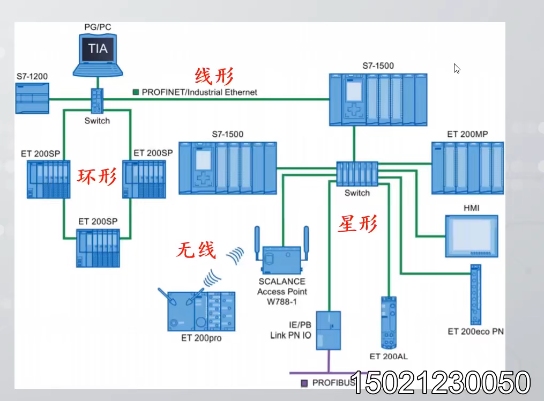 PG/PC
TIA
S7-1200
线形
S7-1500
PROFINET/Industrial Ethernet
Switch
S7-1500
ET 200MP
ET 200SP
ET 200SP
环形
Switch
HMI
星形
ET 200SP
无线
SCALANCE
Access Point
W788-1
ET 200pro
IE/PB
Link PN IO
ET 200AL
ET 200eco PN
PROFIBUS
15021230050